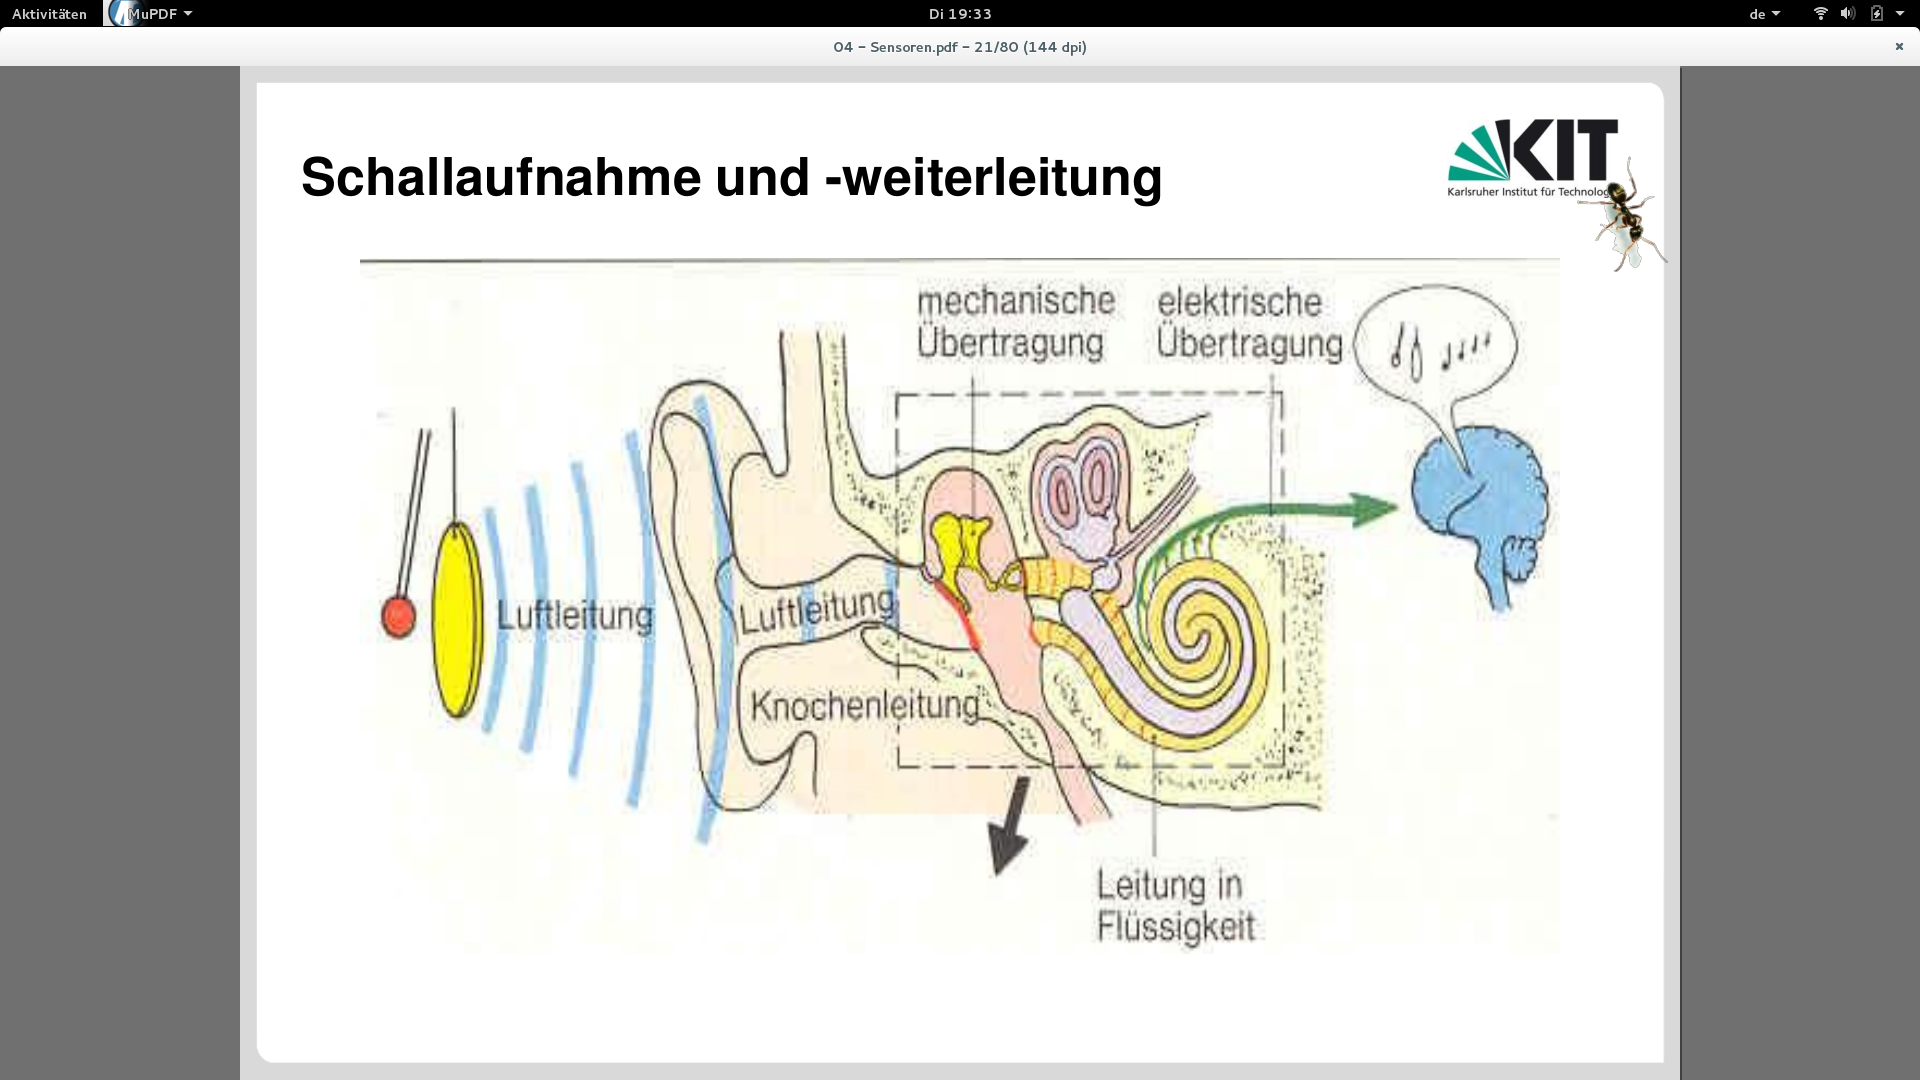 Aktivitäten
MuPDF
Di 19:33
de
04 – Sensoren.pdf – 21/80 (144 dpi)
Schallaufnahme und -weiterleitung
KIT
Karlsruher Institut für Technolog
mechanische
Übertragung
elektrische
Übertragung
Luftleitung
Luftleitung
Knochenleitung
Leitung in
Flüssigkeit